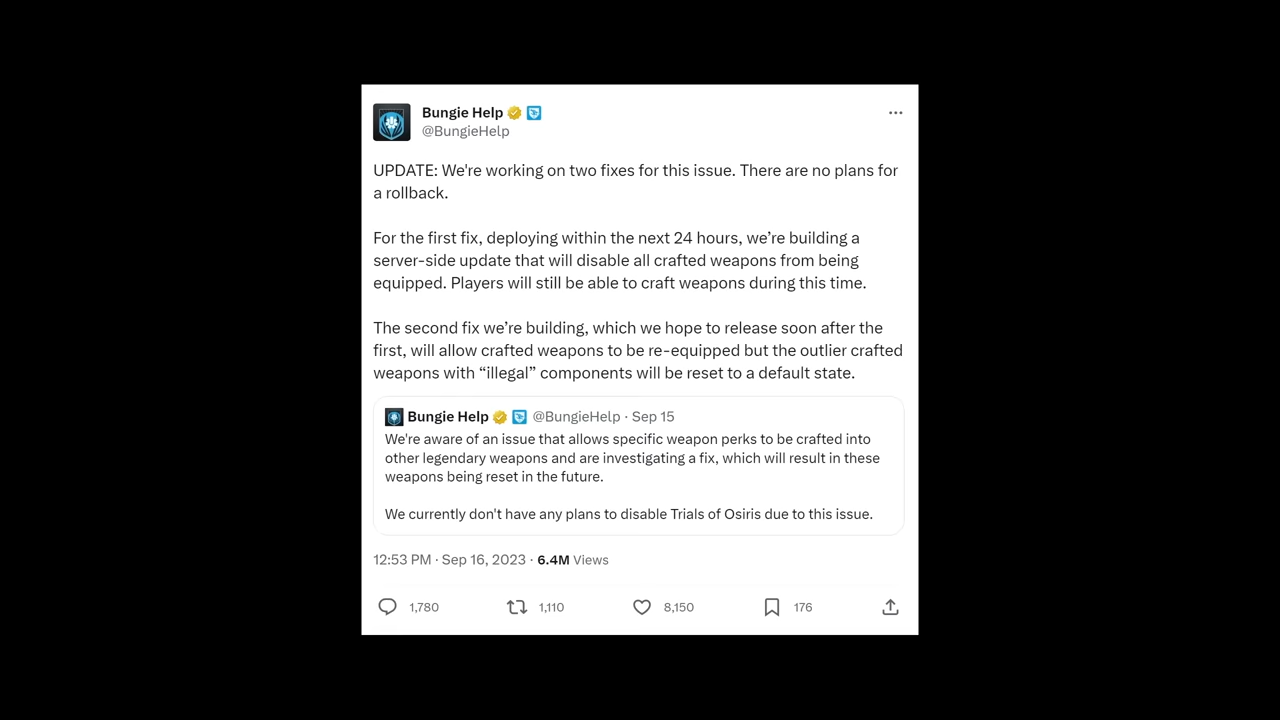 Bungie Help
@BungieHelp
UPDATE: We're working on two fixes for this issue. There are no plans for
a rollback.
For the first fix, deploying within the next 24 hours, we’re building a
server-side update that will disable all crafted weapons from being
equipped. Players will still be able to craft weapons during this time.
The second fix we’re building, which we hope to release soon after the
first, will allow crafted weapons to be re-equipped but the outlier crafted
weapons with “illegal” components will be reset to a default state.
Bungie Help @BungieHelp · Sep 15
We're aware of an issue that allows specific weapon perks to be crafted into
other legendary weapons and are investigating a fix, which will result in these
weapons being reset in the future.
We currently don't have any plans to disable Trials of Osiris due to this issue.
12:53 PM · Sep 16, 2023 · 6.4M Views
1,780 1,110 8,150 176